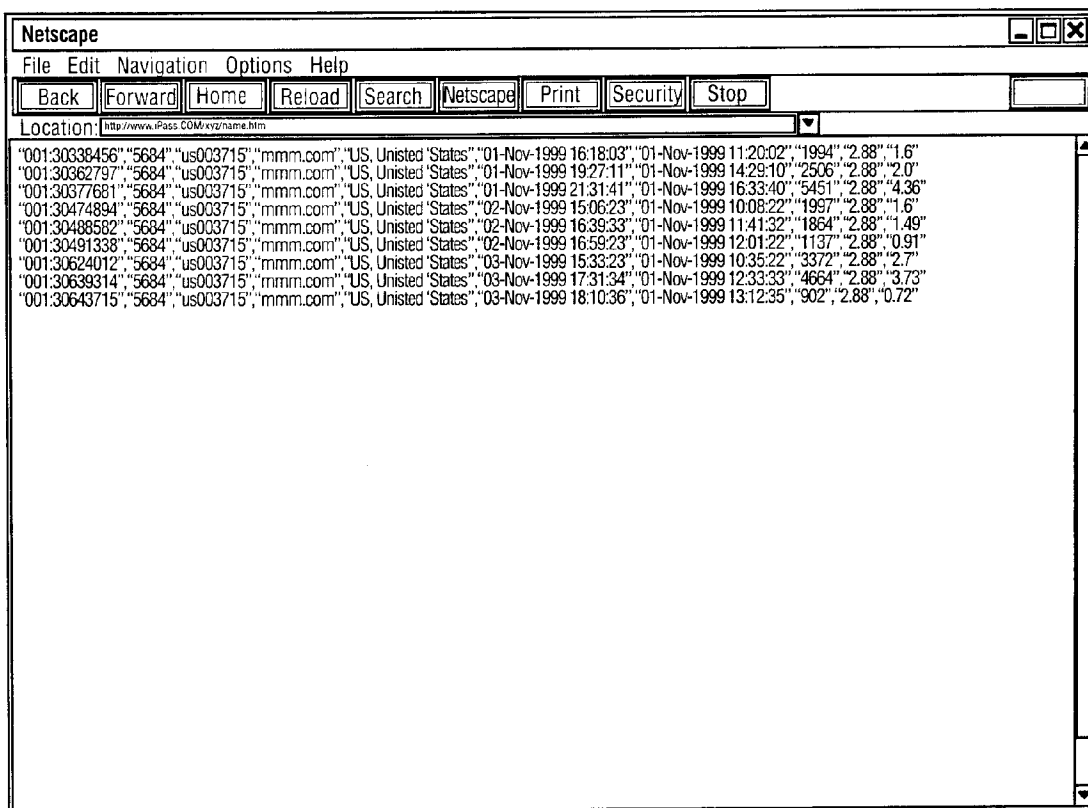 Netscape
File Edit Navigation Options Help
Back Forward Home Reload Search Netscape Print Security Stop
Location: http://www.iPass.COM/xyz/name.htm
“001:30338456”,“5684”,“us003715”,“mmm.com”,“US, Unisted ‘States”,“01-Nov-1999 16:18:03”,“01-Nov-1999 11:20:02”,“1994”,“2.88”,“1.6”
“001:30362797”,“5684”,“us003715”,“mmm.com”,“US, Unisted ‘States”,“01-Nov-1999 19:27:11”,“01-Nov-1999 14:29:10”,“2506”,“2.88”,“2.0”
“001:30377681”,“5684”,“us003715”,“mmm.com”,“US, Unisted ‘States”,“01-Nov-1999 21:31:41”,“01-Nov-1999 16:33:40”,“5451”,“2.88”,“4.36”
“001:30474894”,“5684”,“us003715”,“mmm.com”,“US, Unisted ‘States”,“02-Nov-1999 15:06:23”,“01-Nov-1999 10:08:22”,“1997”,“2.88”,“1.6”
“001:30488582”,“5684”,“us003715”,“mmm.com”,“US, Unisted ‘States”,“02-Nov-1999 16:39:33”,“01-Nov-1999 11:41:32”,“1864”,“2.88”,“1.49”
“001:30491338”,“5684”,“us003715”,“mmm.com”,“US, Unisted ‘States”,“02-Nov-1999 16:59:23”,“01-Nov-1999 12:01:22”,“1137”,“2.88”,“0.91”
“001:30624012”,“5684”,“us003715”,“mmm.com”,“US, Unisted ‘States”,“03-Nov-1999 15:33:23”,“01-Nov-1999 10:35:22”,“3372”,“2.88”,“2.7”
“001:30639314”,“5684”,“us003715”,“mmm.com”,“US, Unisted ‘States”,“03-Nov-1999 17:31:34”,“01-Nov-1999 12:33:33”,“4664”,“2.88”,“3.73”
“001:30643715”,“5684”,“us003715”,“mmm.com”,“US, Unisted ‘States”,“03-Nov-1999 18:10:36”,“01-Nov-1999 13:12:35”,“902”,“2.88”,“0.72”